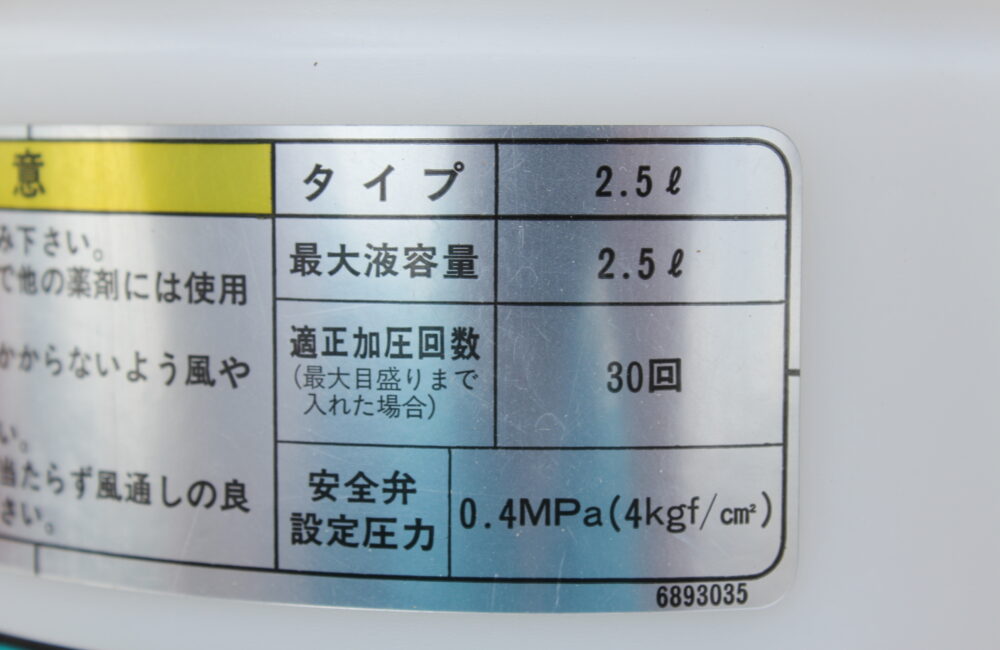 意
み下さい。
で他の薬剤には使用
かからないよう風や
い。
当たらず風通しの良
さい。
タイプ 2.5ℓ
最大液容量 2.5ℓ
適正加圧回数
(最大目盛りまで
入れた場合)
30回
安全弁
設定圧力
0.4MPa(4kgf/cm²)
6893035